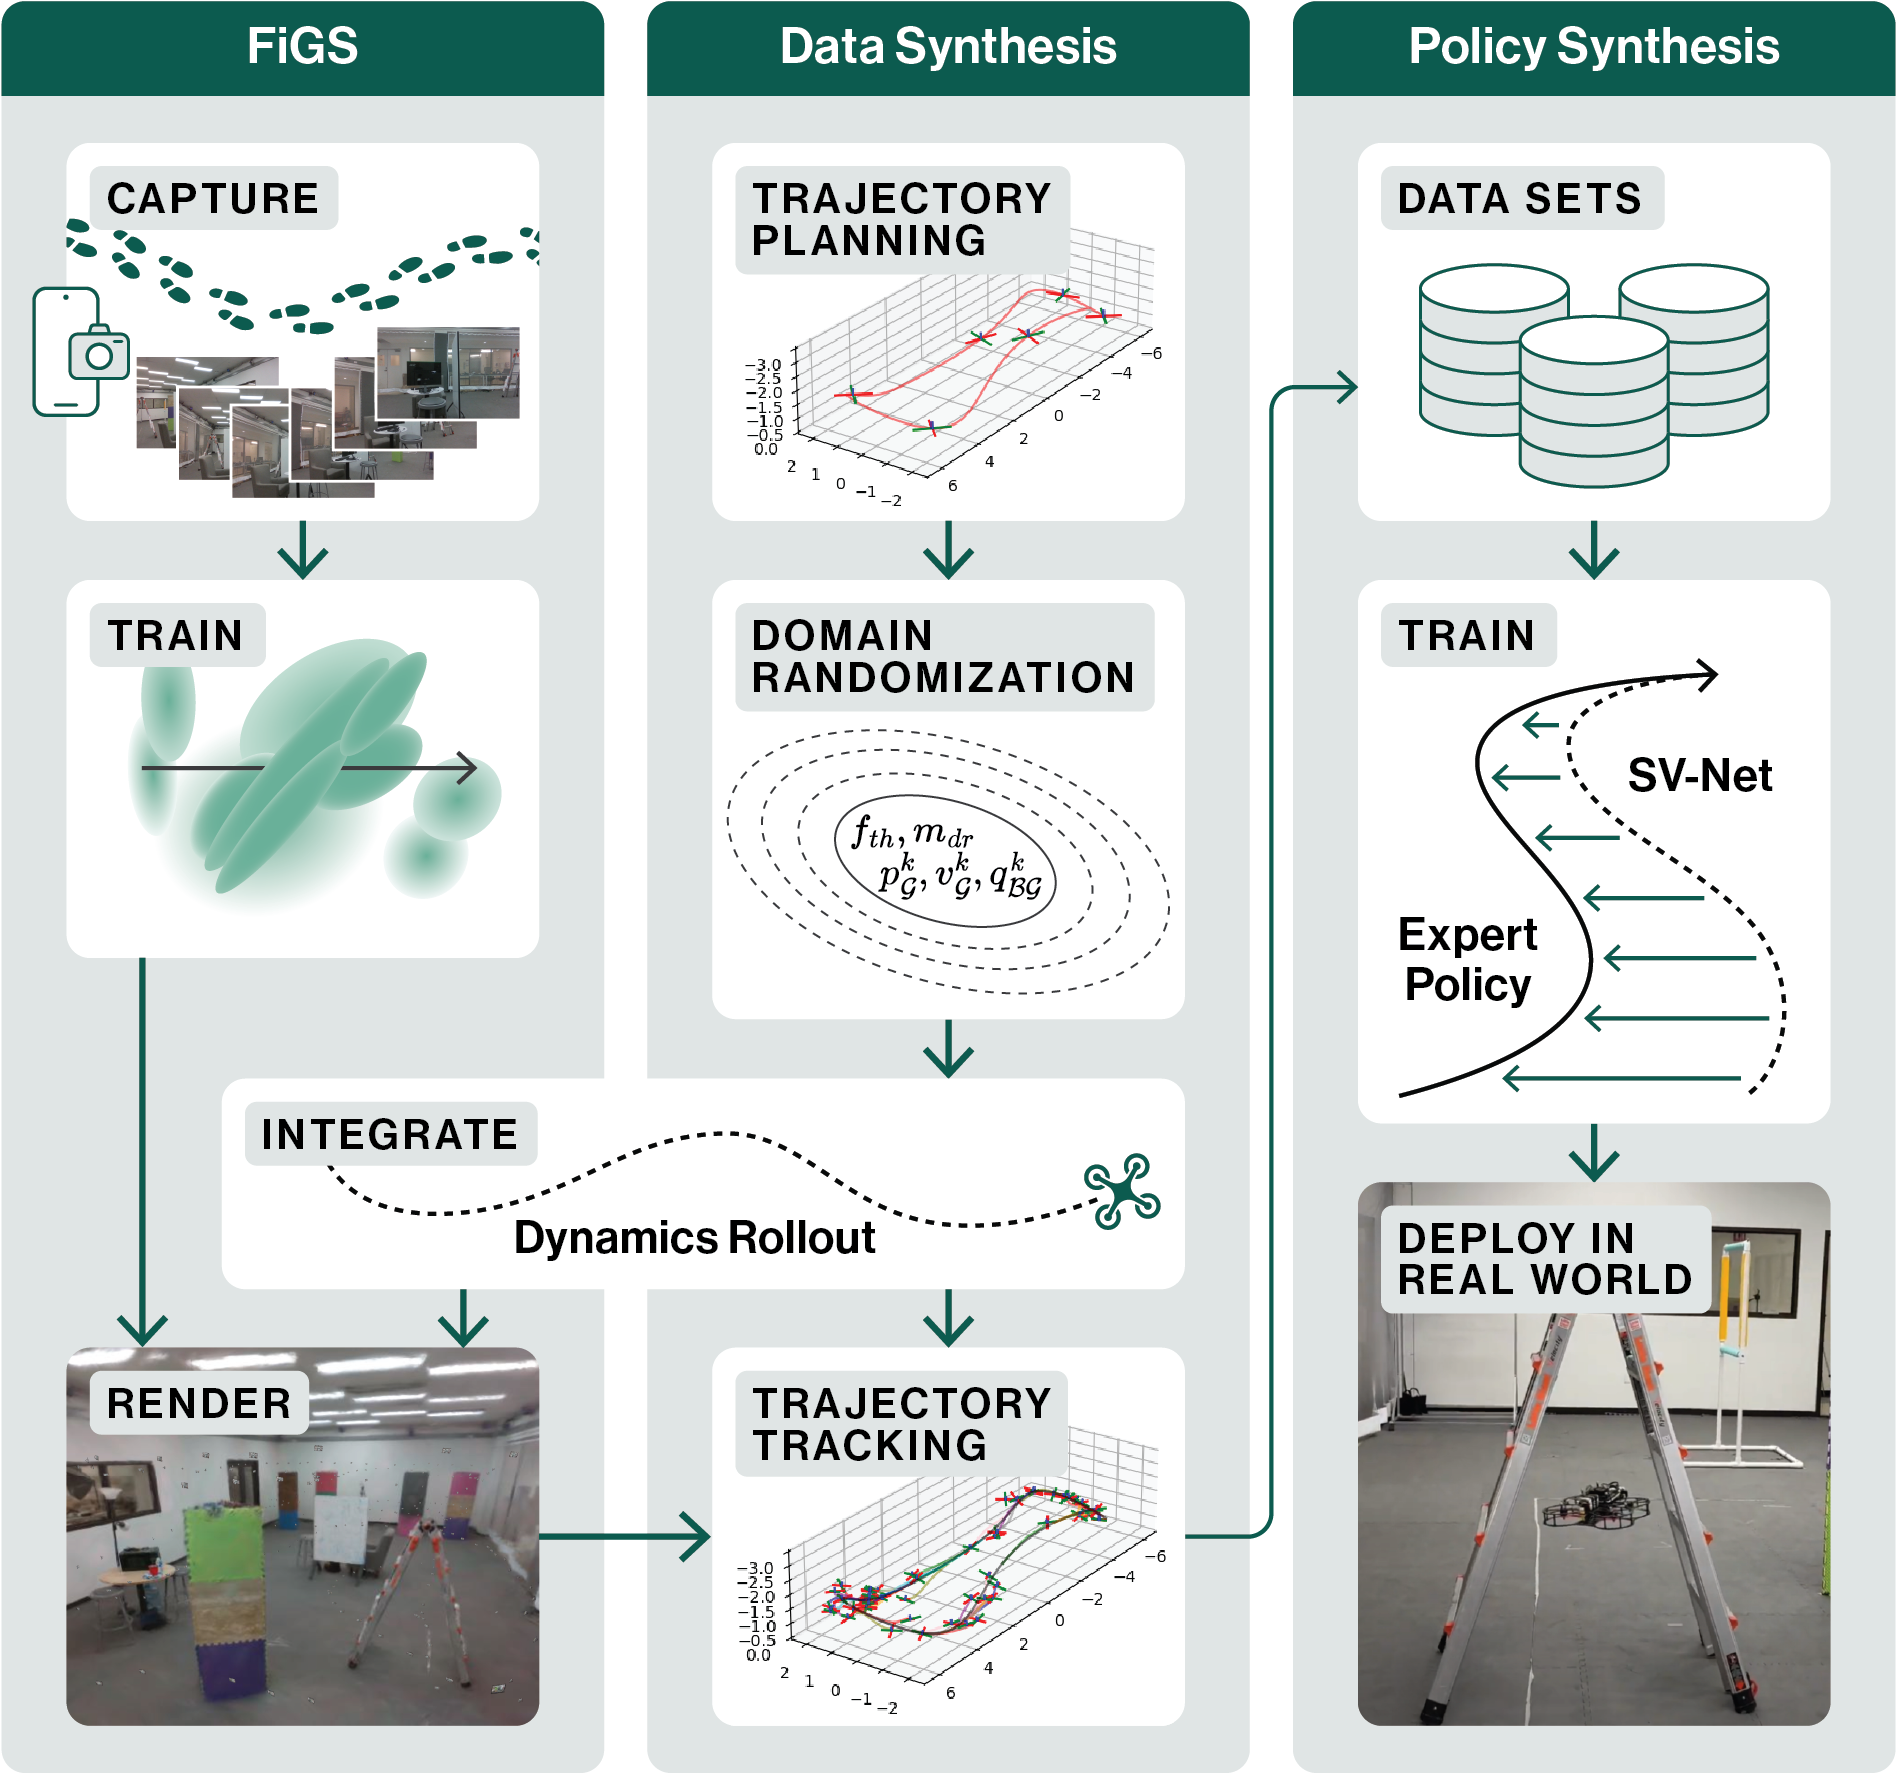 FiGS
CAPTURE
TRAIN
INTEGRATE
Dynamics Rollout
RENDER
Data Synthesis
TRAJECTORY
PLANNING
−3.0
−2.5
−2.0
−1.5
−1.0
−0.5
0.0
2
1
0
−1
−2
6
4
2
0
−2
−4
−6
DOMAIN
RANDOMIZATION
f_{th}, m_{dr}
p_{\mathcal{G}}^{k}, v_{\mathcal{G}}^{k}, q_{\mathcal{BG}}^{k}
TRAJECTORY
TRACKING
−3.0
−2.5
−2.0
−1.5
−1.0
−0.5
0.0
2
1
0
−1
−2
6
4
2
0
−2
−4
−6
Policy Synthesis
DATA SETS
TRAIN
SV-Net
Expert
Policy
DEPLOY IN
REAL WORLD